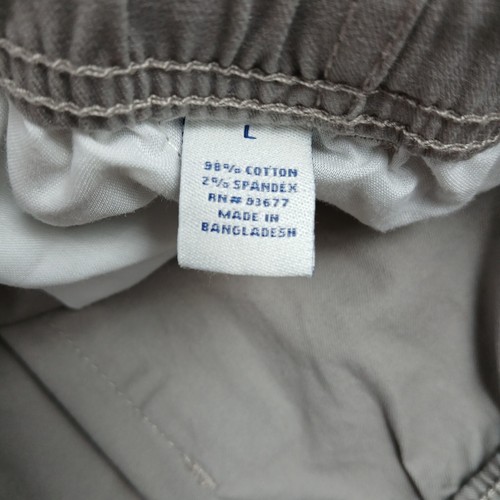 L
98% COTTON
2% SPANDEX
RN# 93677
MADE IN
BANGLADESH